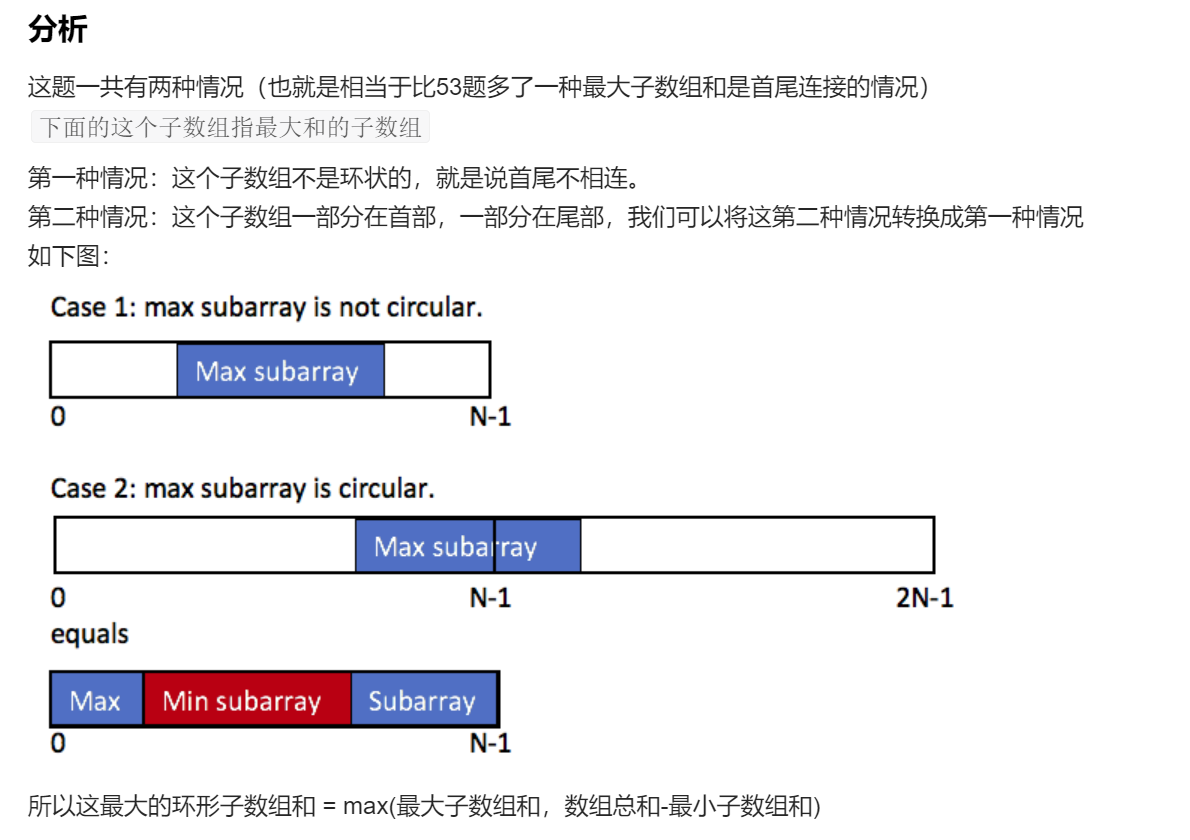 分析
这题一共有两种情况（也就是相当于比53题多了一种最大子数组和是首尾连接的情况）
下面的这个子数组指最大和的子数组
第一种情况：这个子数组不是环状的，就是说首尾不相连。
第二种情况：这个子数组一部分在首部，一部分在尾部，我们可以将这第二种情况转换成第一种情况
如下图：
Case 1: max subarray is not circular.
Max subarray
0 N-1
Case 2: max subarray is circular.
Max subarray
0 N-1 2N-1
equals
Max Min subarray Subarray
0 N-1
所以这最大的环形子数组和 = max(最大子数组和，数组总和-最小子数组和)